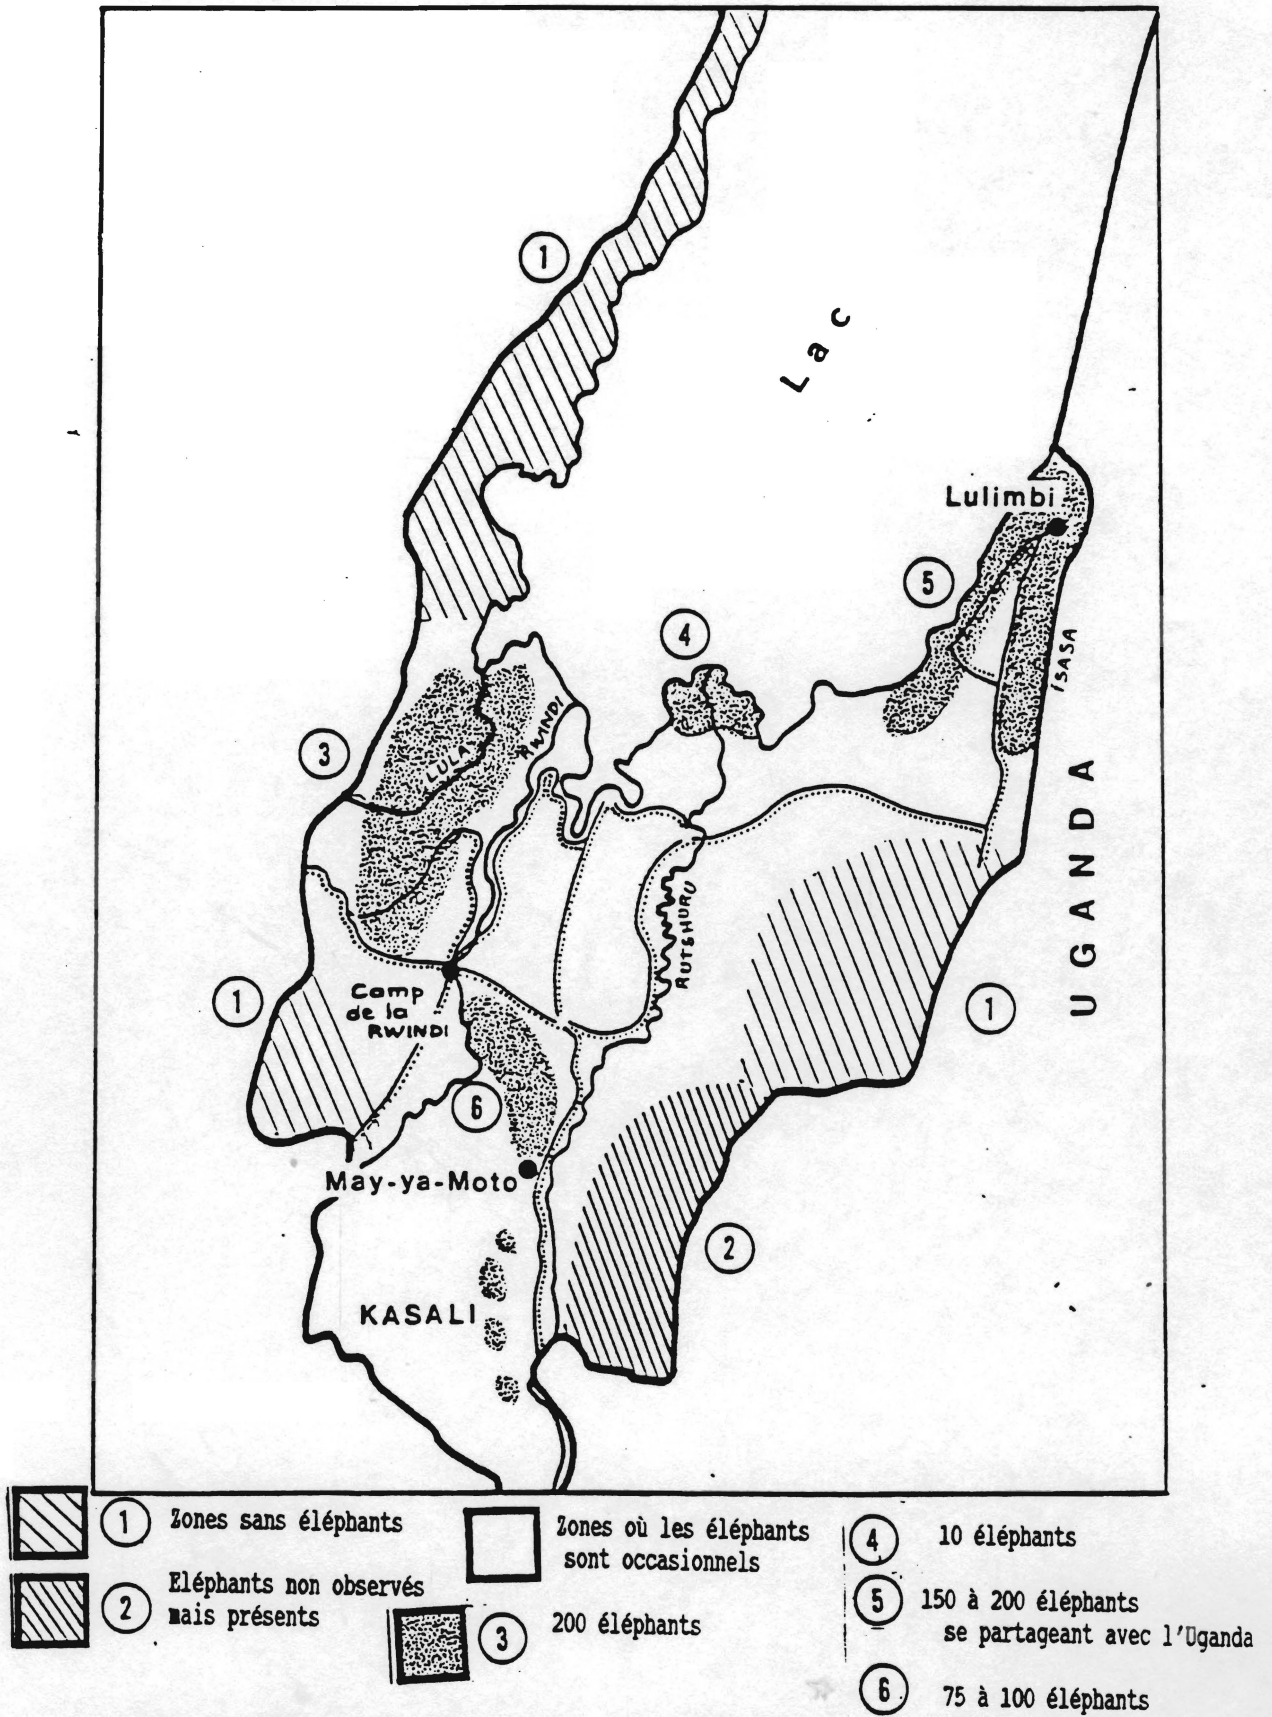 1
Lac
Lulimbi
5
4
ISASA
3
LULA
RWINDI
UGANDA
RUTSHURU
1
Camp
de la
RWINDI
1
6
May-ya-Moto
2
KASALI
1 Zones sans éléphants
2 Eléphants non observés
mais présents
Zones où les éléphants
sont occasionnels
3 200 éléphants
4 10 éléphants
5 150 à 200 éléphants
se partageant avec l'Uganda
6 75 à 100 éléphants